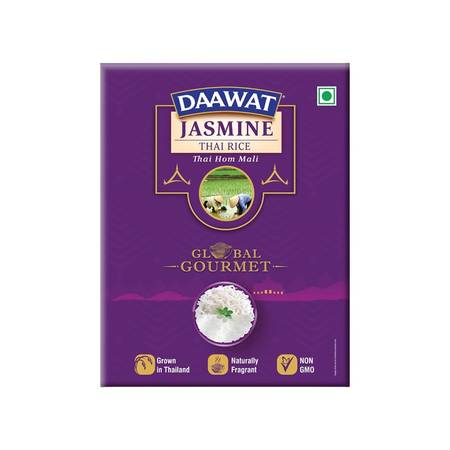 DAAWAT
JASMINE
THAI RICE
Thai Hom Mali
GLOBAL
GOURMET
Grown
in Thailand
Naturally
Fragrant
NON
GMO